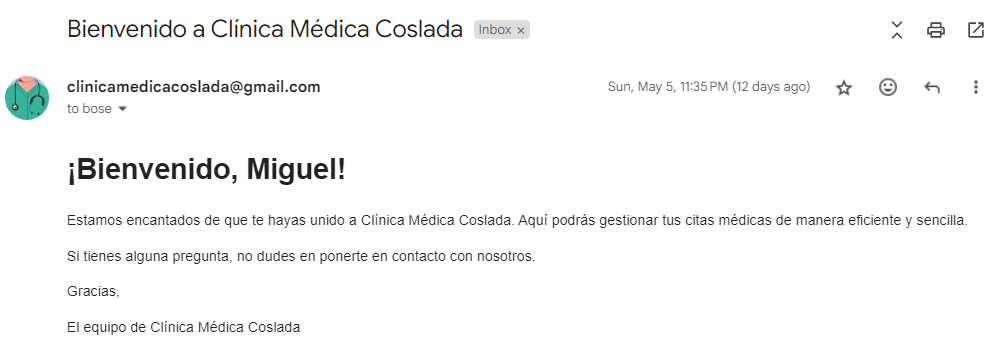 Bienvenido a Clínica Médica Coslada Inbox ×
clinicamedicacoslada@gmail.com Sun, May 5, 11:35 PM (12 days ago)
to bose
¡Bienvenido, Miguel!
Estamos encantados de que te hayas unido a Clínica Médica Coslada. Aquí podrás gestionar tus citas médicas de manera eficiente y sencilla.
Si tienes alguna pregunta, no dudes en ponerte en contacto con nosotros.
Gracias,
El equipo de Clínica Médica Coslada